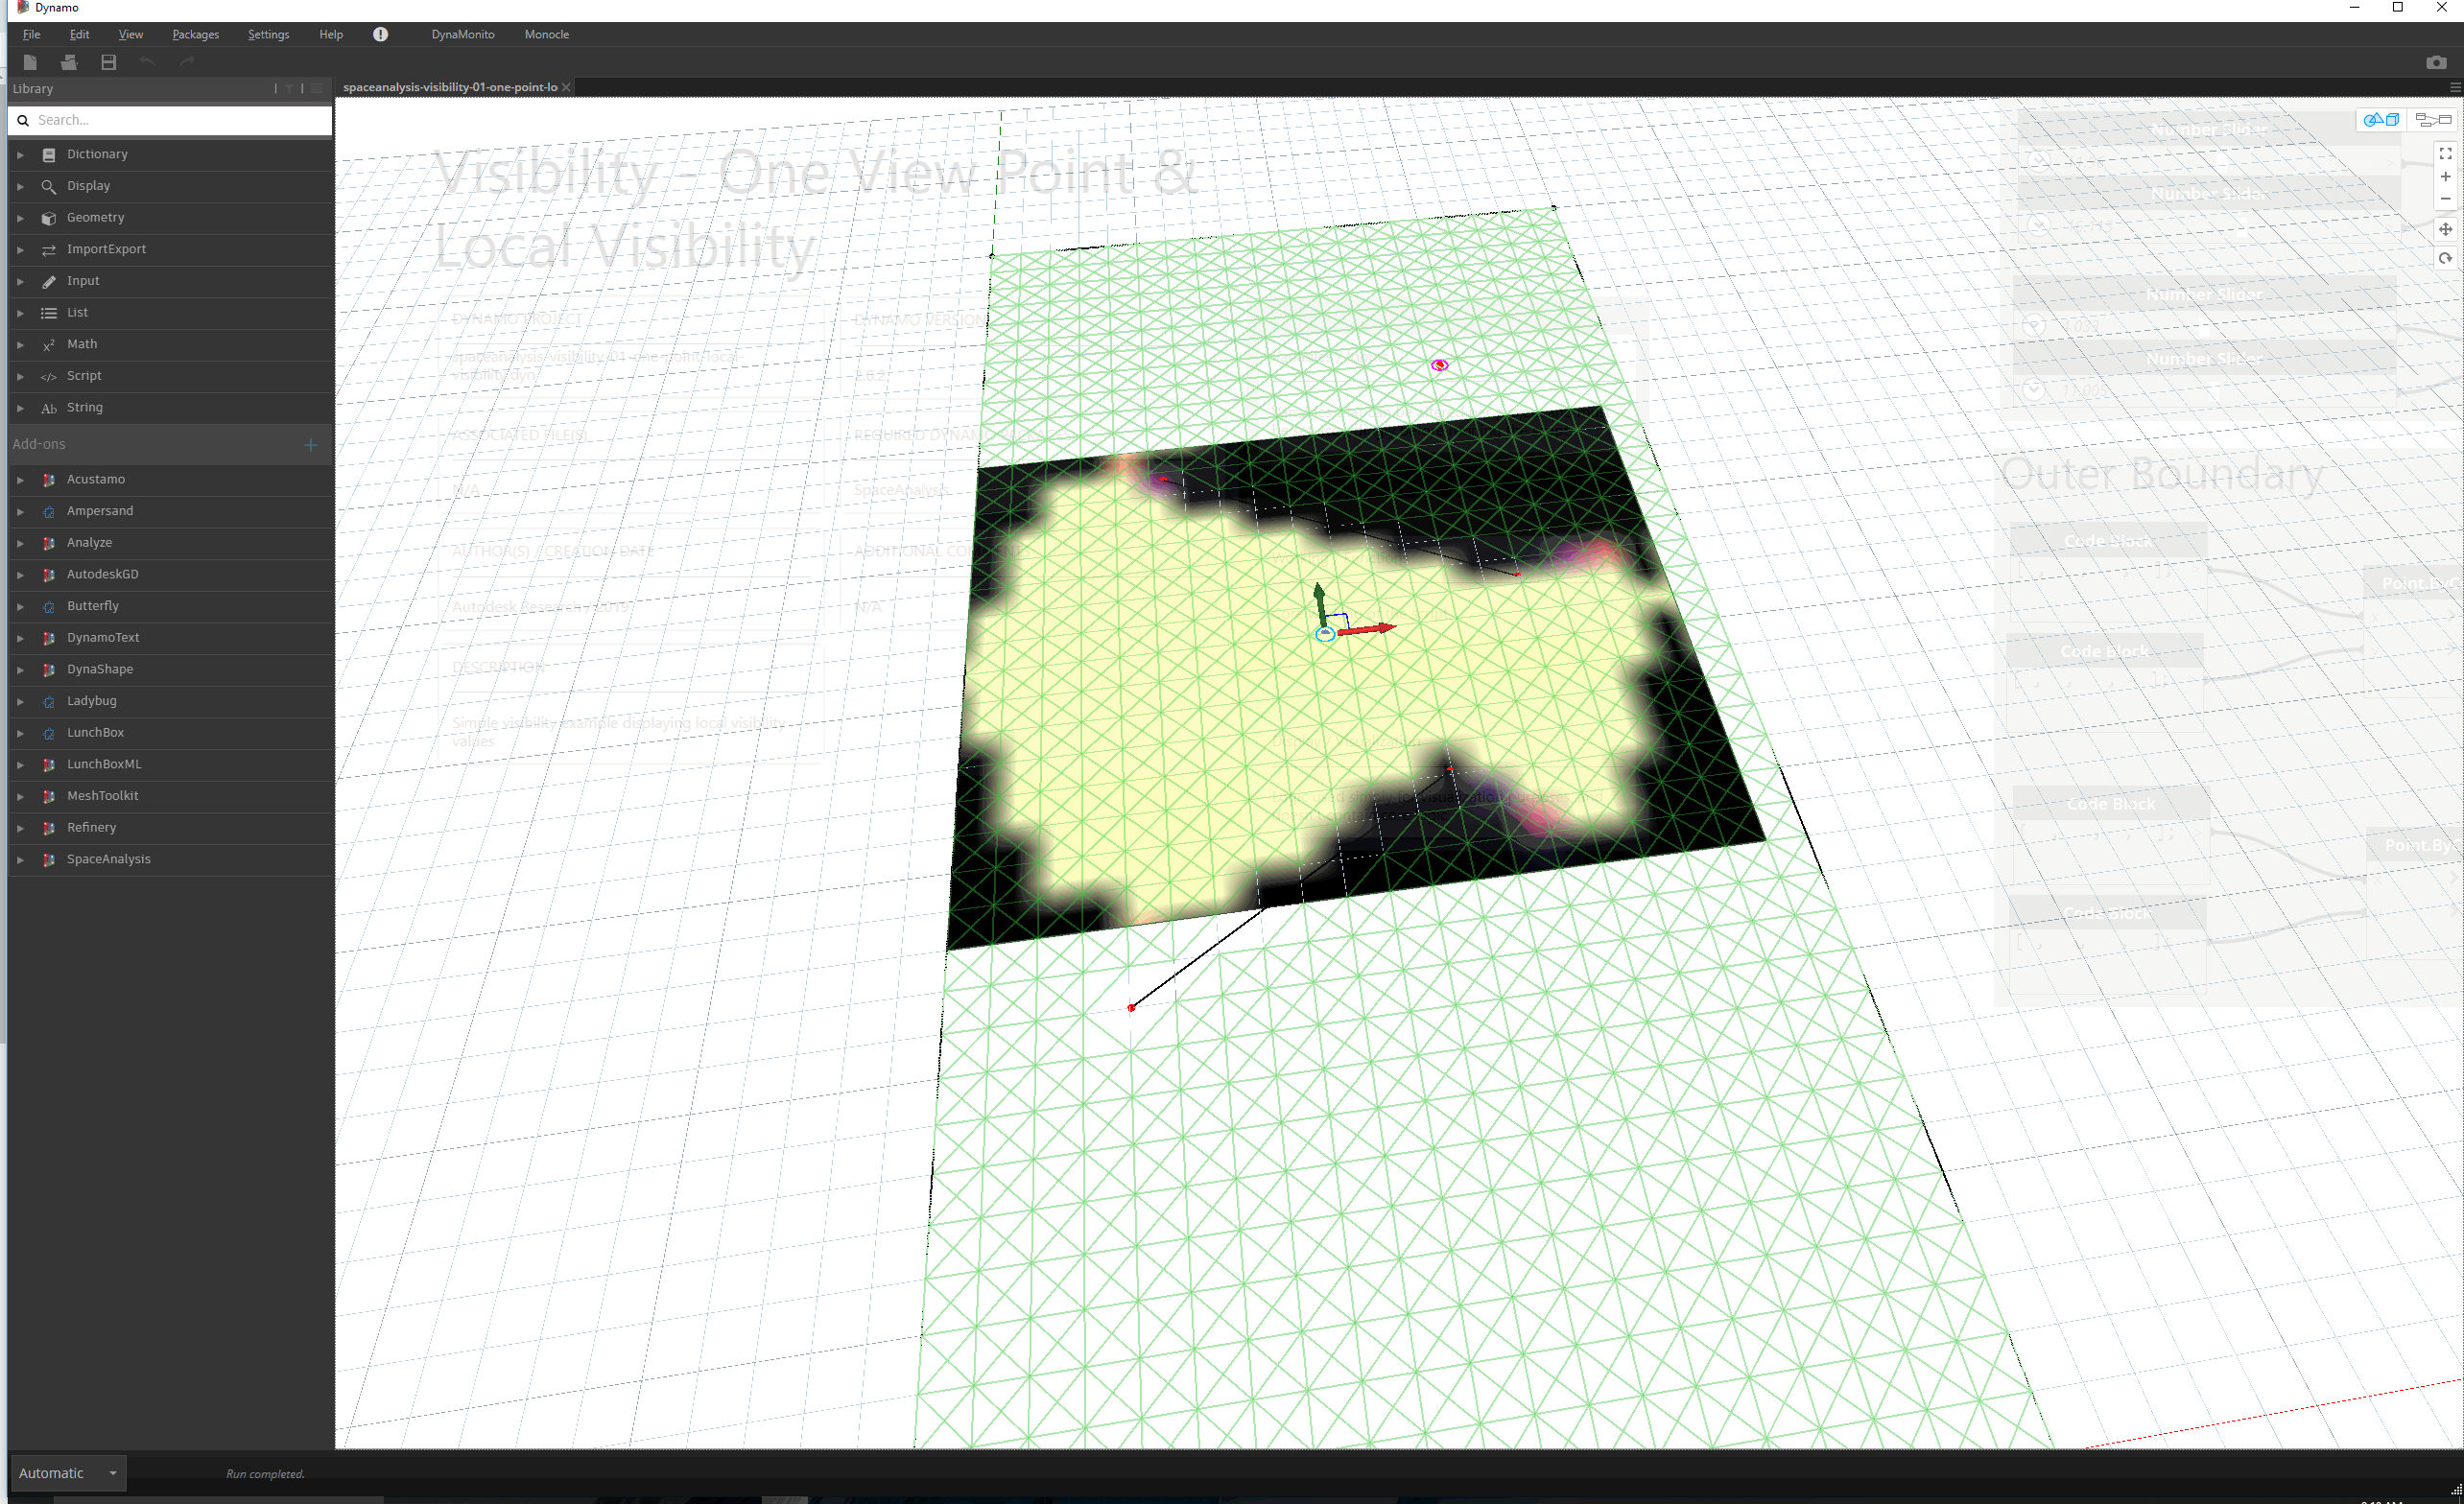 Dynamo
File Edit View Packages Settings Help DynaMonito Monocle
Library
spaceanalysis-visibility-01-one-point-lo
Search...
Dictionary
Display
Geometry
ImportExport
Input
List
Math
Script
String
Add-ons
Acustamo
Ampersand
Analyze
AutodeskGD
Butterfly
DynamoText
DynaShape
Ladybug
LunchBox
LunchBoxML
MeshToolkit
Refinery
SpaceAnalysis
Visibility - One View Point &
Local Visibility
DYNAMO PROJECT
spaceanalysis-visibility-01-one-point-local-
visibility.dyn
ASSOCIATED FILE(S)
N/A
AUTHOR(S) / CREATION DATE
Autodesk Research / 2019
DESCRIPTION
Simple visibility example displaying local visibility
values
DYNAMO VERSION
2.0.2
REQUIRED DYNAM
SpaceAnalysis
ADDITIONAL COM
N/A
Number Slider
Number Slider
Number Slider
Number Slider
Outer Boundary
Code Block
Code Block
Code Block
Code Block
Point.ByC
Point.ByC
Automatic
Run completed.